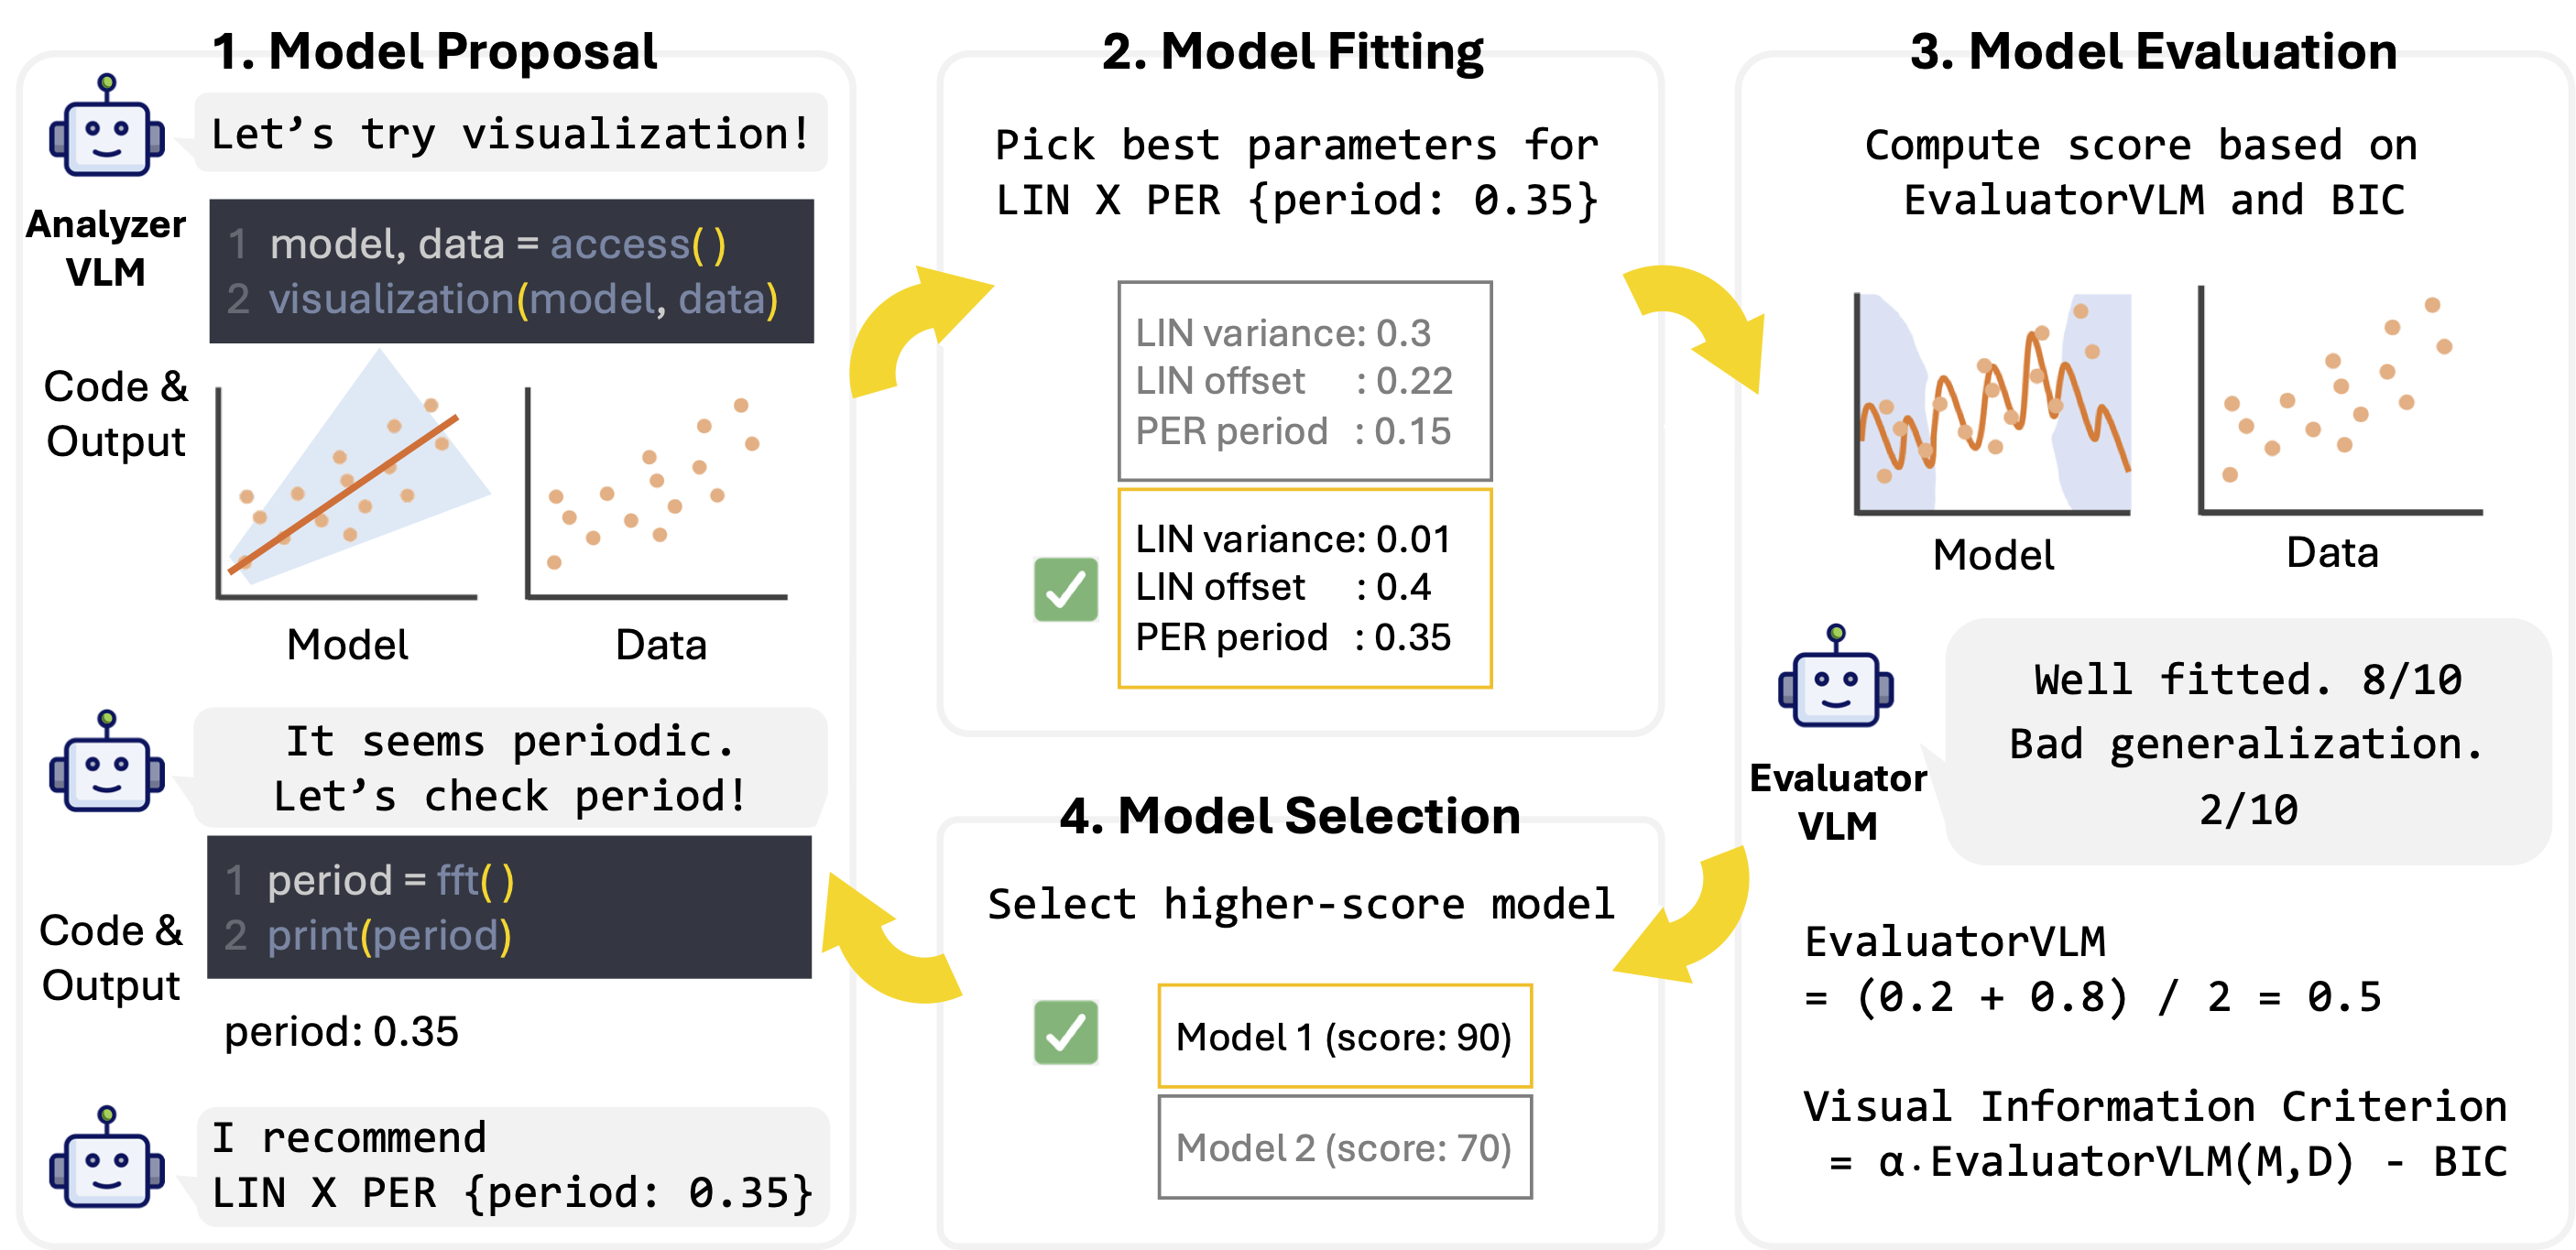 1. Model Proposal
Let’s try visualization!
Analyzer
VLM
1 model, data = access()
2 visualization(model, data)
Code &
Output
Model
Data
It seems periodic.
Let’s check period!
1 period = fft()
2 print(period)
Code &
Output
period: 0.35
I recommend
LIN X PER {period: 0.35}
2. Model Fitting
Pick best parameters for
LIN X PER {period: 0.35}
LIN variance: 0.3
LIN offset : 0.22
PER period : 0.15
LIN variance: 0.01
LIN offset : 0.4
PER period : 0.35
3. Model Evaluation
Compute score based on
EvaluatorVLM and BIC
Model
Data
Evaluator
VLM
Well fitted. 8/10
Bad generalization.
2/10
EvaluatorVLM
= (0.2 + 0.8) / 2 = 0.5
Visual Information Criterion
= α·EvaluatorVLM(M,D) - BIC
4. Model Selection
Select higher-score model
Model 1 (score: 90)
Model 2 (score: 70)